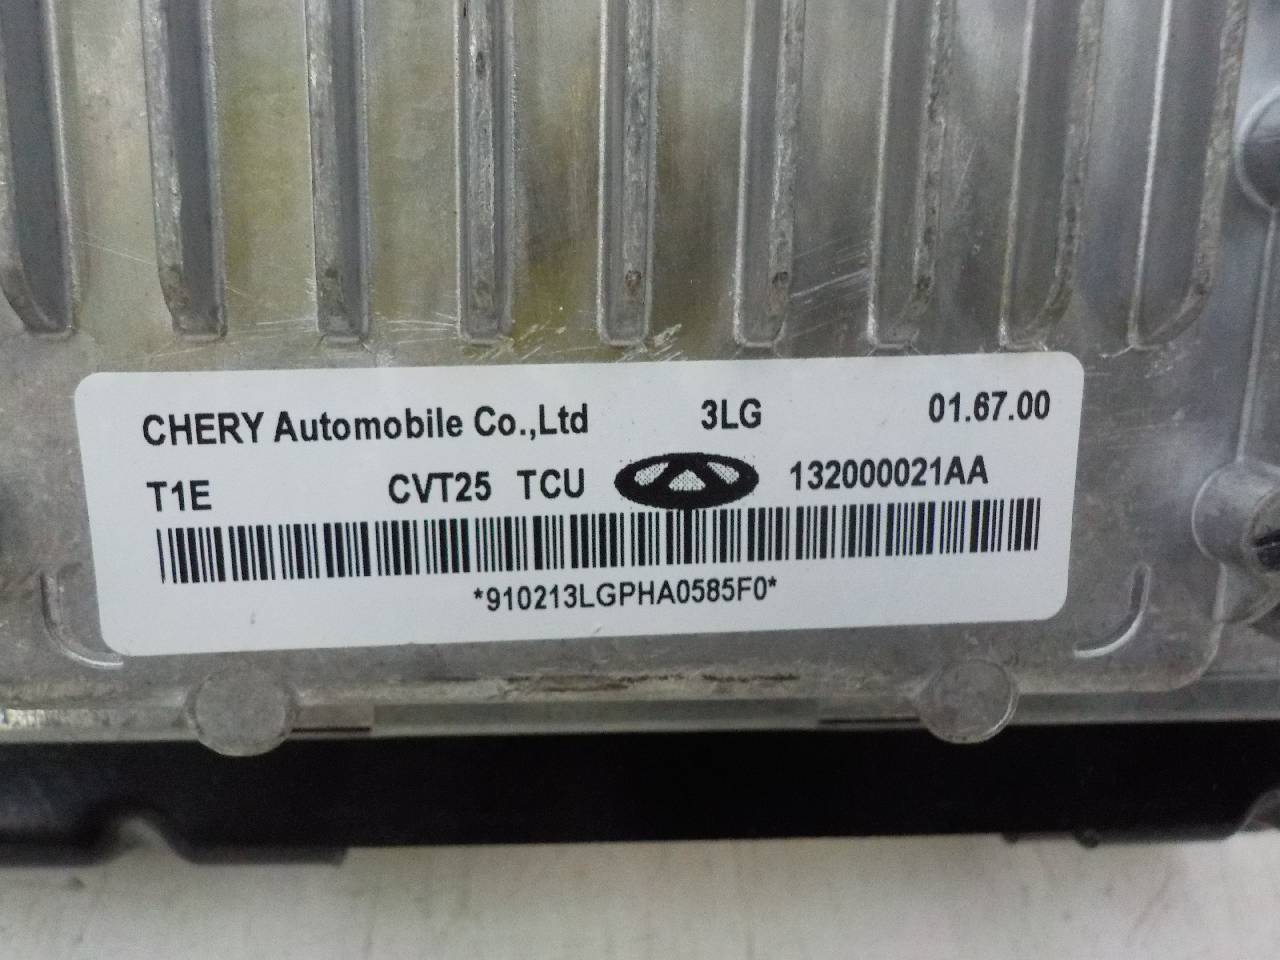 CHERY Automobile Co.,Ltd 3LG 01.67.00
T1E CVT25 TCU 132000021AA
*910213LGPHA0585F0*